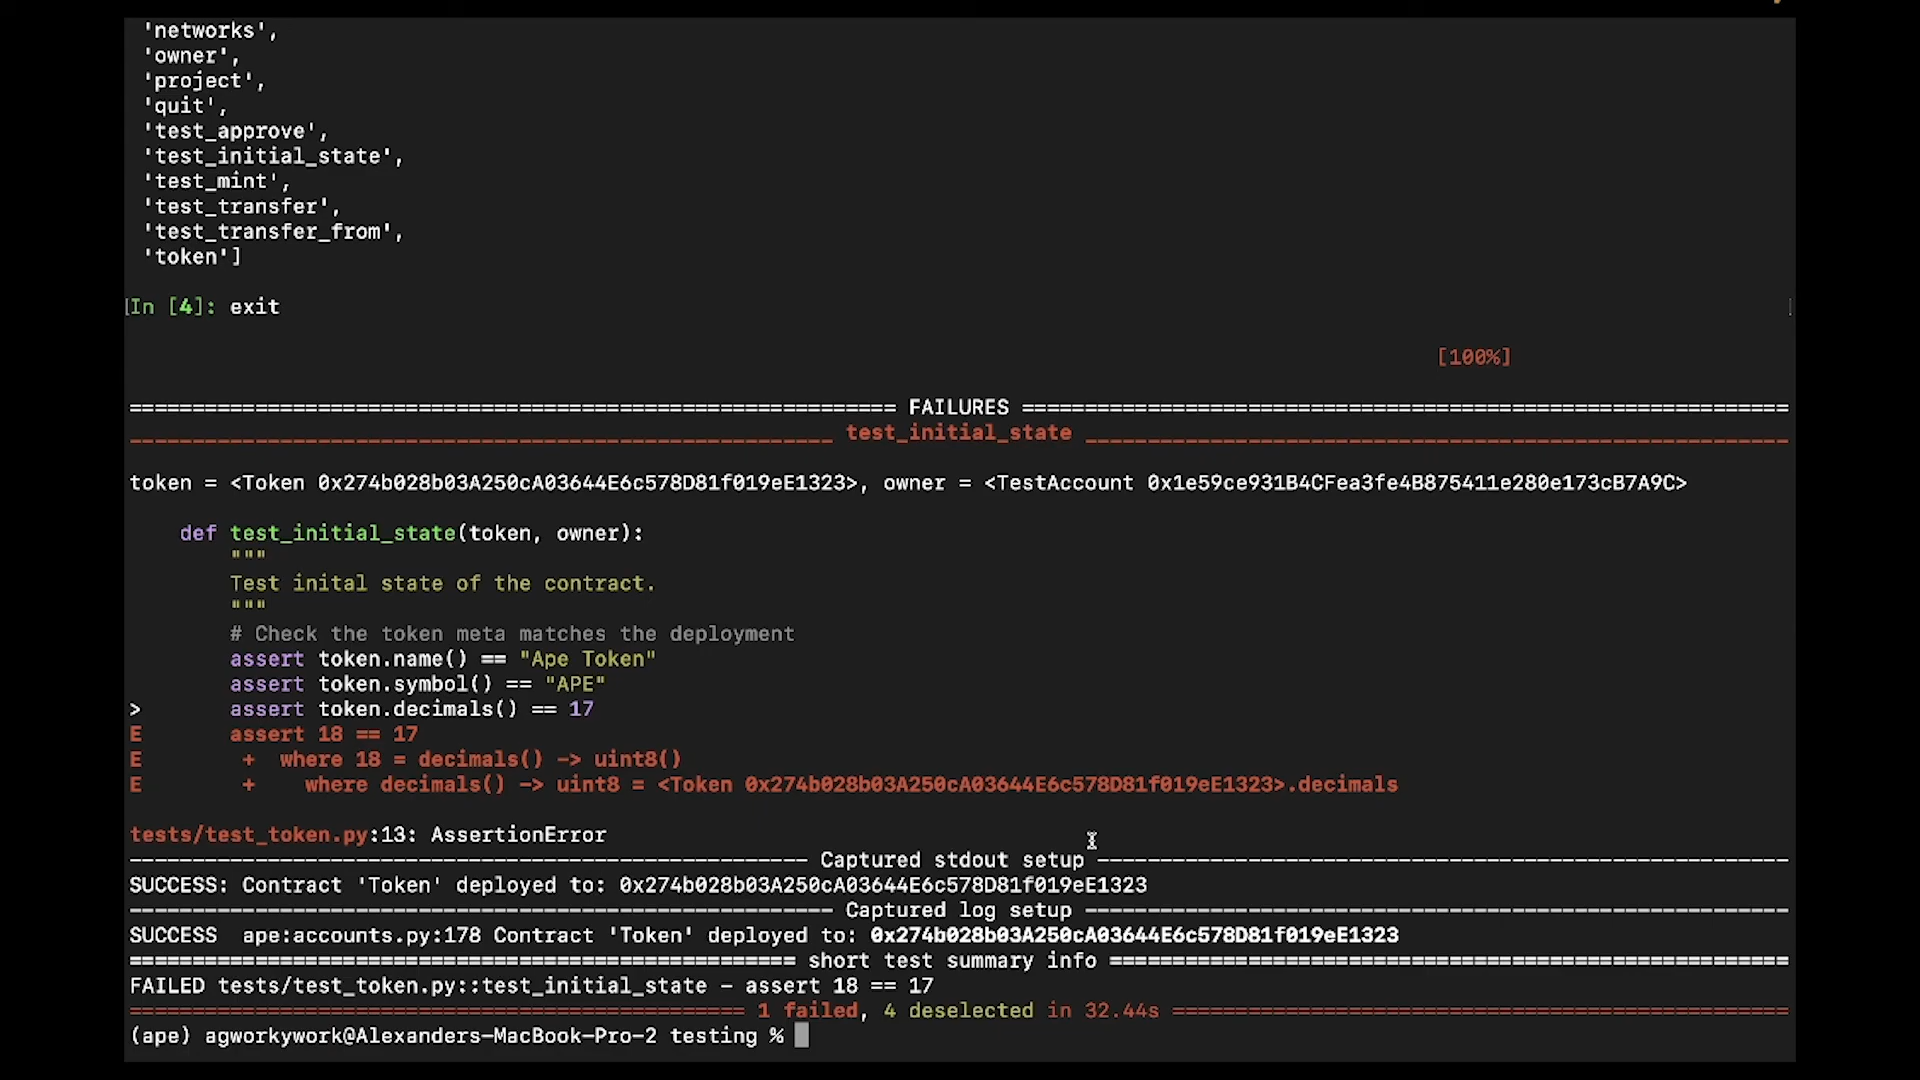 'networks',
'owner',
'project',
'quit',
'test_approve',
'test_initial_state',
'test_mint',
'test_transfer',
'test_transfer_from',
'token']
[In [4]: exit
[100%]
============================================================= FAILURES =============================================================
________________________________________________________ test_initial_state ________________________________________________________
token = <Token 0x274b028b03A250cA03644E6c578D81f019eE1323>, owner = <TestAccount 0x1e59ce931B4CFea3fe4B875411e280e173cB7A9C>
def test_initial_state(token, owner):
"""
Test inital state of the contract.
"""
# Check the token meta matches the deployment
assert token.name() == "Ape Token"
assert token.symbol() == "APE"
> assert token.decimals() == 17
E assert 18 == 17
E + where 18 = decimals() -> uint8()
E + where decimals() -> uint8 = <Token 0x274b028b03A250cA03644E6c578D81f019eE1323>.decimals
tests/test_token.py:13: AssertionError
------------------------------------------------------ Captured stdout setup -------------------------------------------------------
SUCCESS: Contract 'Token' deployed to: 0x274b028b03A250cA03644E6c578D81f019eE1323
-------------------------------------------------------- Captured log setup --------------------------------------------------------
SUCCESS  ape:accounts.py:178 Contract 'Token' deployed to: 0x274b028b03A250cA03644E6c578D81f019eE1323
===================================================== short test summary info ======================================================
FAILED tests/test_token.py::test_initial_state - assert 18 == 17
================================================= 1 failed, 4 deselected in 32.44s =================================================
(ape) agworkywork@Alexanders-MacBook-Pro-2 testing %